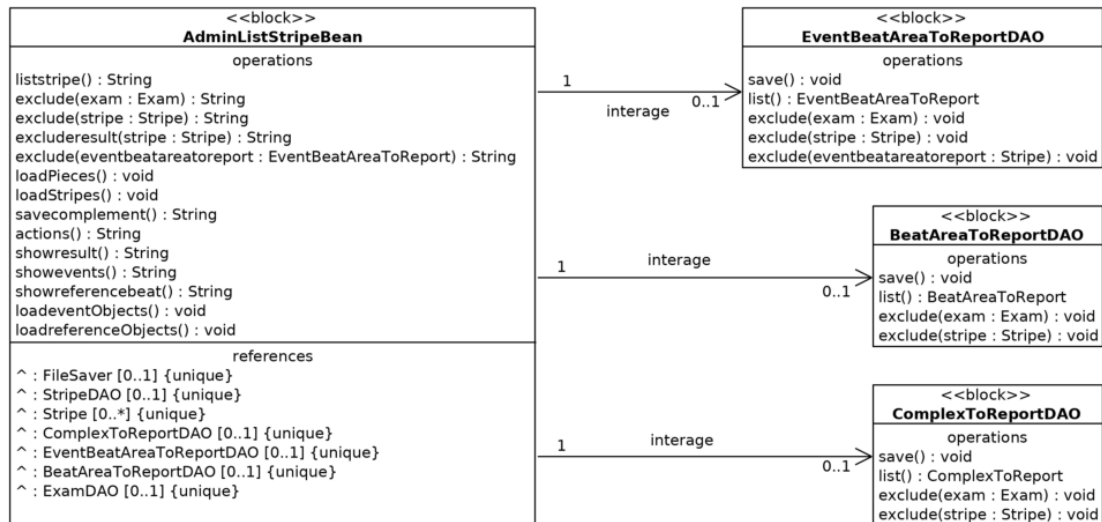 <<block>>
AdminListStripeBean
operations
liststripe() : String
exclude(exam : Exam) : String
exclude(stripe : Stripe) : String
excluderesult(stripe : Stripe) : String
exclude(eventbeatareatoreport : EventBeatAreaToReport) : String
loadPieces() : void
loadStripes() : void
savecomplement() : String
actions() : String
showresult() : String
showevents() : String
showreferencebeat() : String
loadeventObjects() : void
loadreferenceObjects() : void
references
^ : FileSaver [0..1] {unique}
^ : StripeDAO [0..1] {unique}
^ : Stripe [0..*] {unique}
^ : ComplexToReportDAO [0..1] {unique}
^ : EventBeatAreaToReportDAO [0..1] {unique}
^ : BeatAreaToReportDAO [0..1] {unique}
^ : ExamDAO [0..1] {unique}
1
interage
0..1
<<block>>
EventBeatAreaToReportDAO
operations
save() : void
list() : EventBeatAreaToReport
exclude(exam : Exam) : void
exclude(stripe : Stripe) : void
exclude(eventbeatareatoreport : Stripe) : void
1
interage
0..1
<<block>>
BeatAreaToReportDAO
operations
save() : void
list() : BeatAreaToReport
exclude(exam : Exam) : void
exclude(stripe : Stripe) : void
1
interage
0..1
<<block>>
ComplexToReportDAO
operations
save() : void
list() : ComplexToReport
exclude(exam : Exam) : void
exclude(stripe : Stripe) : void